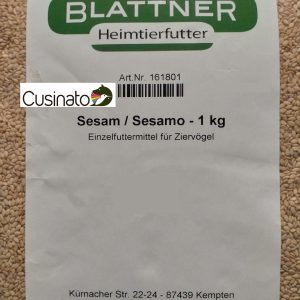 BLATTNER
Heimtierfutter
Art.Nr. 161801
Cusinato
Sesam / Sesamo - 1 kg
Einzelfuttermittel für Ziervögel
Kürnacher Str. 22-24 - 87439 Kempten